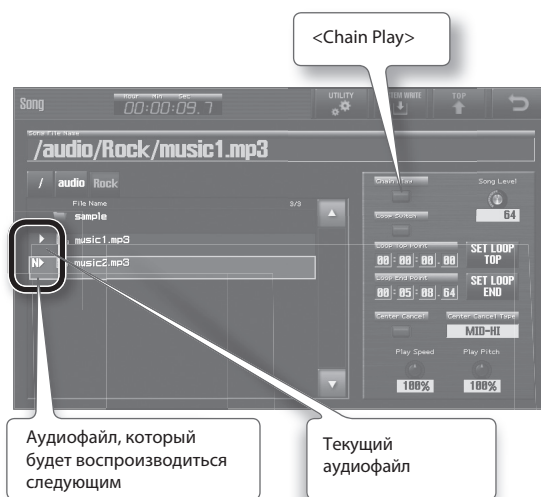 <Chain Play>
Song
Hour Min Sec
00:00:09.7
UTILITY
TOP
Song File Name
/audio/Rock/music1.mp3
/ audio Rock
File Name 3/3
sample
music1.mp3
N music2.mp3
Chain Play
Song Level
64
Loop Switch
Loop Top Point
00:00:00.00
SET LOOP
TOP
Loop End Point
00:05:08.64
SET LOOP
END
Center Cancel
Center Cancel Type
MID-HI
Play Speed
Play Pitch
100%
100%
Аудиофайл, который
будет воспроизводиться
следующим
Текущий
аудиофайл